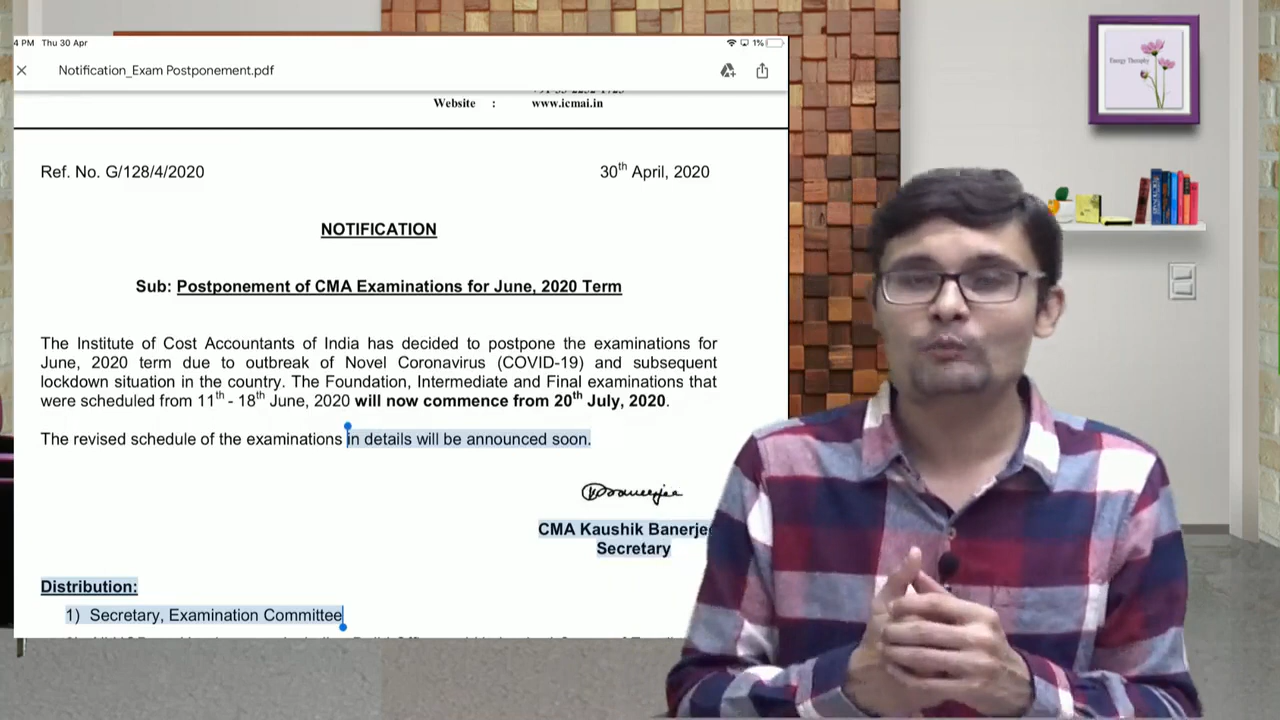 4 PM Thu 30 Apr
1%
Notification_Exam Postponement.pdf
Website : www.icmai.in
Ref. No. G/128/4/2020
30th April, 2020
NOTIFICATION
Sub: Postponement of CMA Examinations for June, 2020 Term
The Institute of Cost Accountants of India has decided to postpone the examinations for
June, 2020 term due to outbreak of Novel Coronavirus (COVID-19) and subsequent
lockdown situation in the country. The Foundation, Intermediate and Final examinations that
were scheduled from 11th - 18th June, 2020 will now commence from 20th July, 2020.
The revised schedule of the examinations in details will be announced soon.
CMA Kaushik Banerjee
Secretary
Distribution:
1) Secretary, Examination Committee
Energy Theraphy